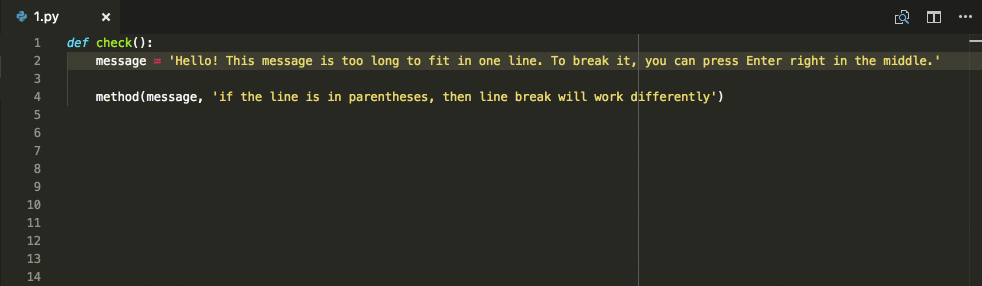 1.py ×
1 def check():
2 message = 'Hello! This message is too long to fit in one line. To break it, you can press Enter right in the middle.'
3
4 method(message, 'if the line is in parentheses, then line break will work differently')
5
6
7
8
9
10
11
12
13
14